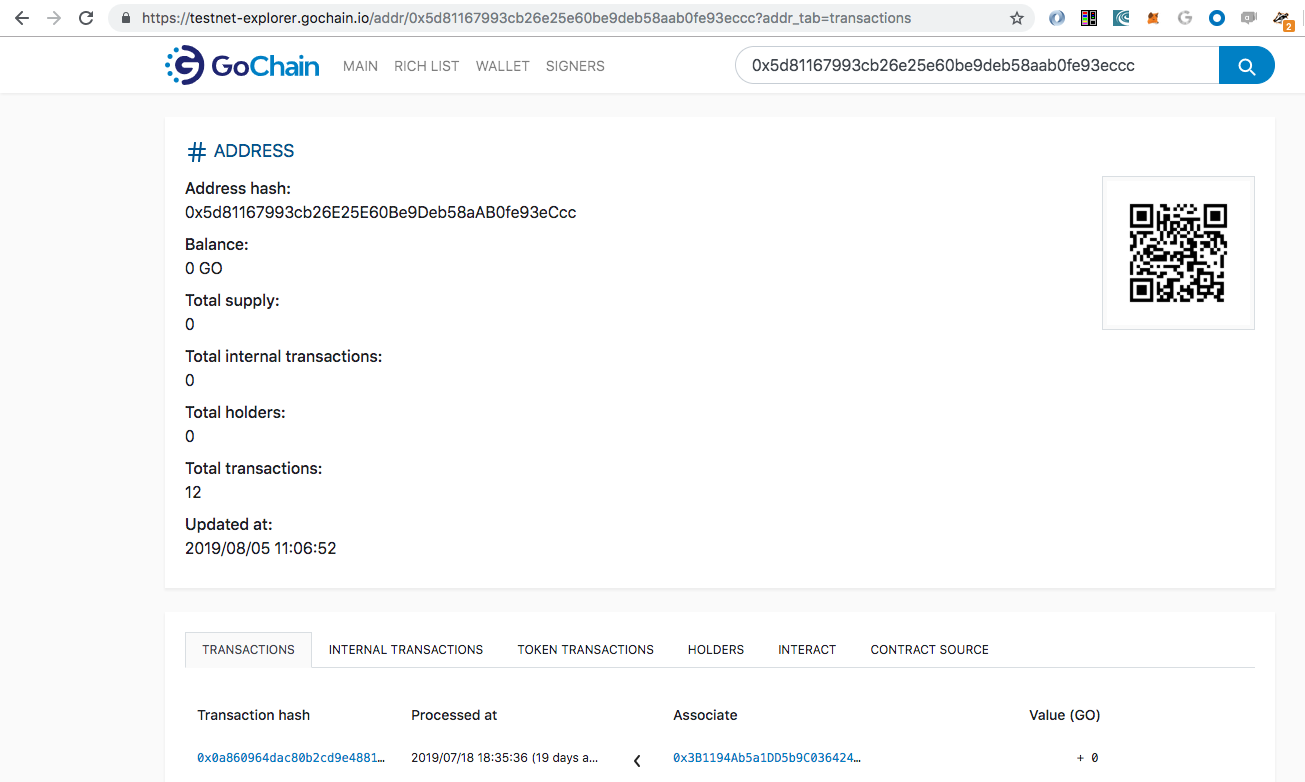 https://testnet-explorer.gochain.io/addr/0x5d81167993cb26e25e60be9deb58aab0fe93eccc?addr_tab=transactions
2
GoChain MAIN RICH LIST WALLET SIGNERS 0x5d81167993cb26e25e60be9deb58aab0fe93eccc
# ADDRESS
Address hash:
0x5d81167993cb26E25E60Be9Deb58aAB0fe93eCcc
Balance:
0 GO
Total supply:
0
Total internal transactions:
0
Total holders:
0
Total transactions:
12
Updated at:
2019/08/05 11:06:52
TRANSACTIONS INTERNAL TRANSACTIONS TOKEN TRANSACTIONS HOLDERS INTERACT CONTRACT SOURCE
Transaction hash Processed at Associate Value (GO)
0x0a860964dac80b2cd9e4881… 2019/07/18 18:35:36 (19 days a... 0x3B1194Ab5a1DD5b9C036424… + 0